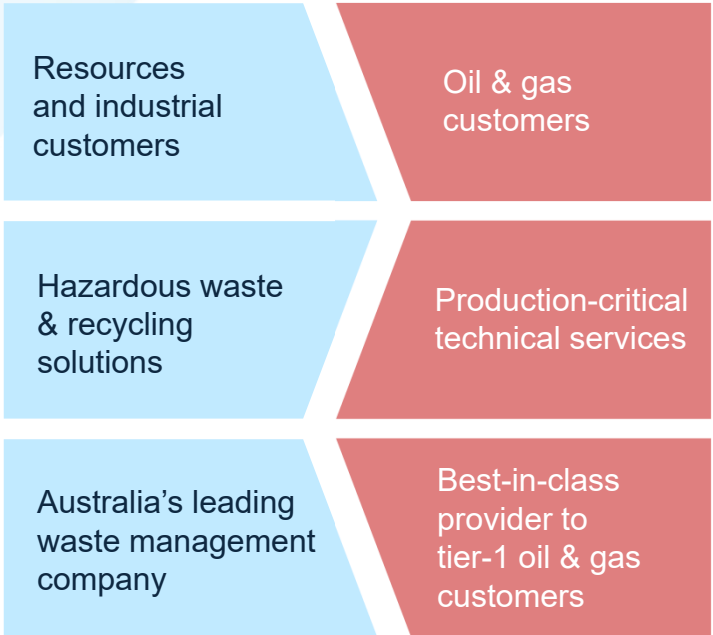 Resources
and industrial
customers
Oil & gas
customers
Hazardous waste
& recycling
solutions
Production-critical
technical services
Australia’s leading
waste management
company
Best-in-class
provider to
tier-1 oil & gas
customers